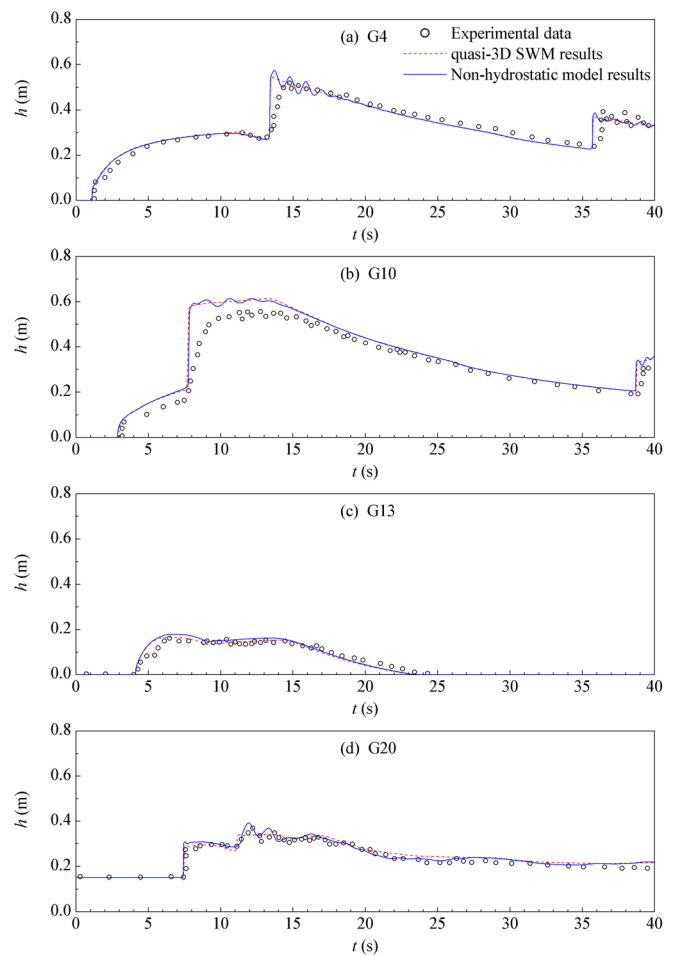 (a) G4
Experimental data
quasi-3D SWM results
Non-hydrostatic model results
h (m)
0.8
0.6
0.4
0.2
0.0
0 5 10 15 20 25 30 35 40
t (s)
(b) G10
h (m)
0.8
0.6
0.4
0.2
0.0
0 5 10 15 20 25 30 35 40
t (s)
(c) G13
h (m)
0.8
0.6
0.4
0.2
0.0
0 5 10 15 20 25 30 35 40
t (s)
(d) G20
h (m)
0.8
0.6
0.4
0.2
0.0
0 5 10 15 20 25 30 35 40
t (s)